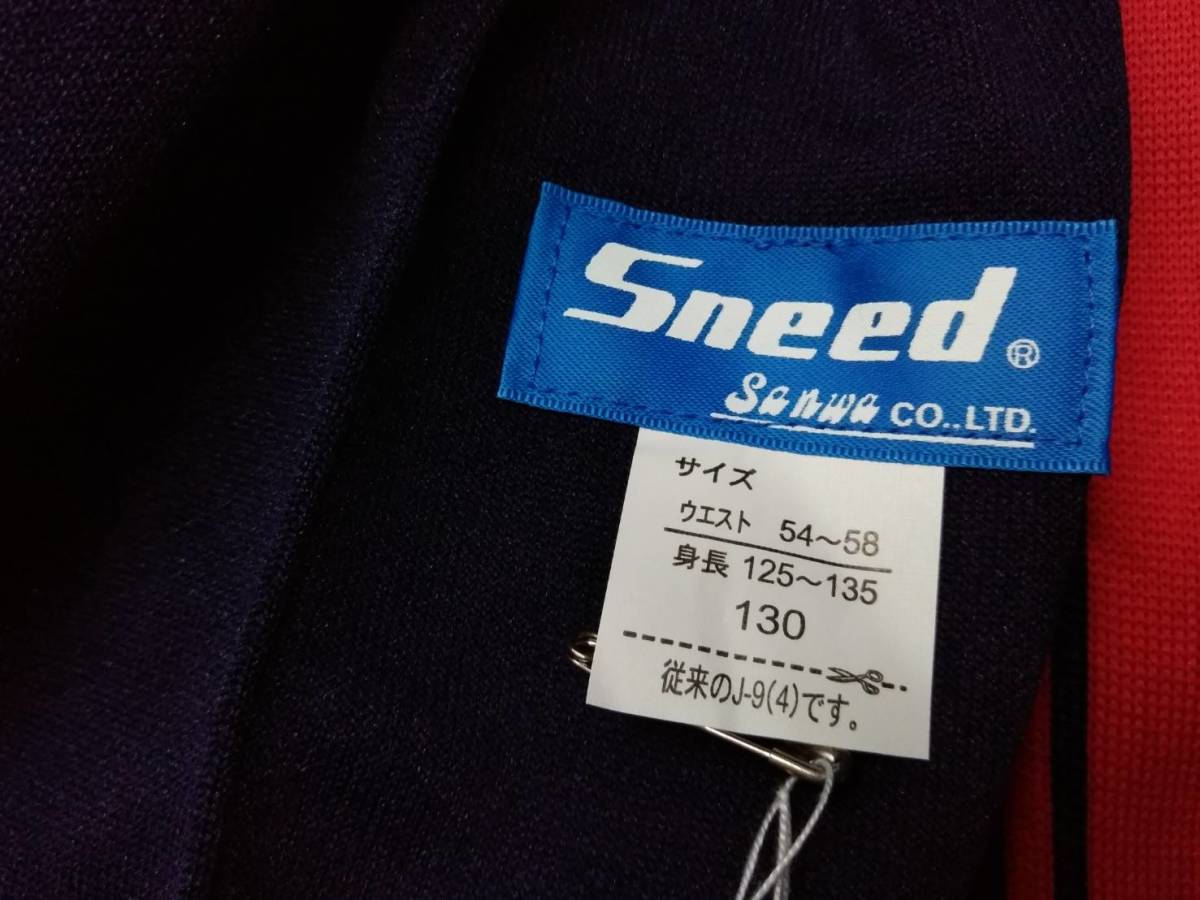 Sneed®
Sanwa CO.,LTD.
サイズ
ウエスト 54～58
身長 125～135
130
従来のJ-9(4)です。